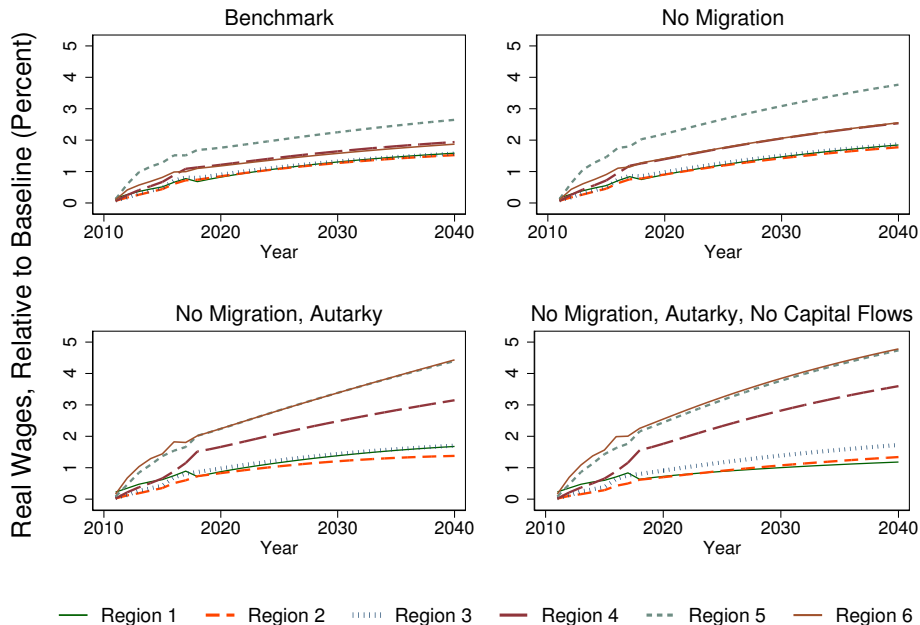 Real Wages, Relative to Baseline (Percent)
Benchmark
5
4
3
2
1
0
2010 2020 2030 2040
Year
No Migration
5
4
3
2
1
0
2010 2020 2030 2040
Year
No Migration, Autarky
5
4
3
2
1
0
2010 2020 2030 2040
Year
No Migration, Autarky, No Capital Flows
5
4
3
2
1
0
2010 2020 2030 2040
Year
Region 1 Region 2 Region 3 Region 4 Region 5 Region 6